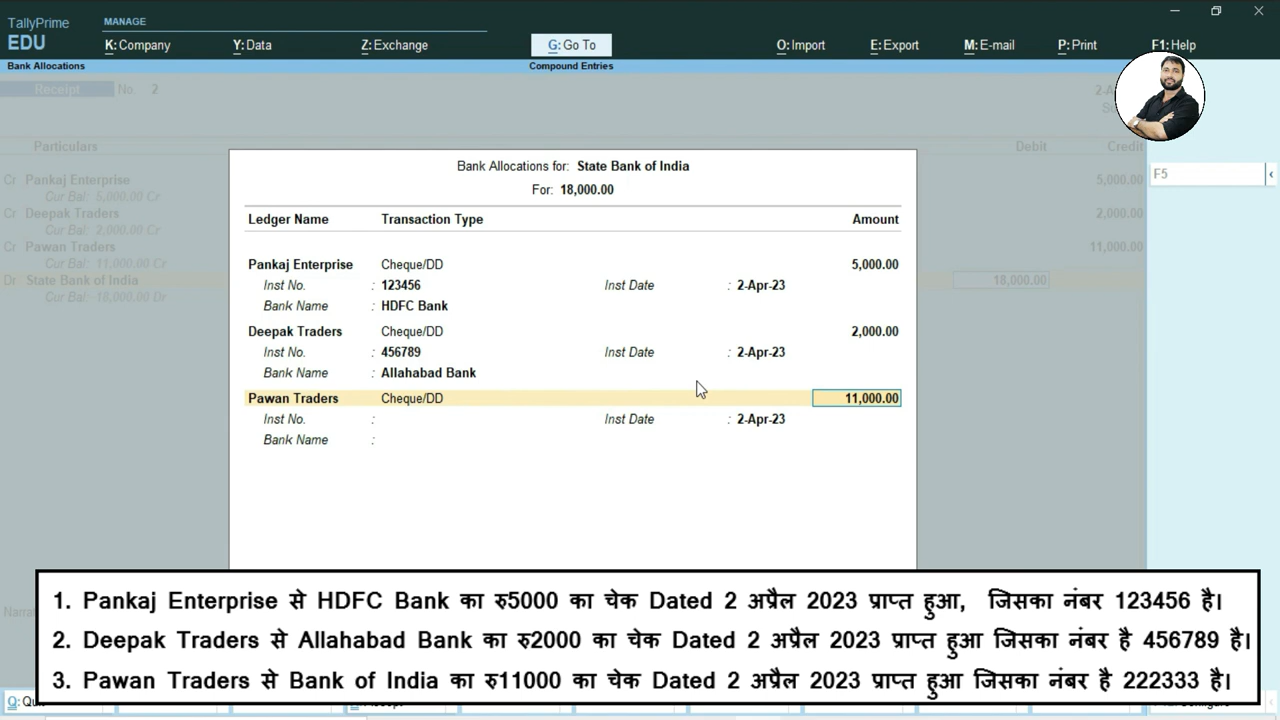 TallyPrime
EDU
MANAGE
K: Company
Y: Data
Z: Exchange
G: Go To
O: Import
E: Export
M: E-mail
P: Print
F1: Help
Bank Allocations
Compound Entries
Receipt No. 2
Particulars Debit Credit
Cr Pankaj Enterprise 5,000.00
Cur Bal: 5,000.00 Cr
Cr Deepak Traders 2,000.00
Cur Bal: 2,000.00 Cr
Cr Pawan Traders 11,000.00
Cur Bal: 11,000.00 Cr
Dr State Bank of India 18,000.00
Cur Bal: 18,000.00 Dr
F5
Bank Allocations for: State Bank of India
For: 18,000.00
Ledger Name Transaction Type Amount
Pankaj Enterprise Cheque/DD 5,000.00
Inst No. : 123456 Inst Date : 2-Apr-23
Bank Name : HDFC Bank
Deepak Traders Cheque/DD 2,000.00
Inst No. : 456789 Inst Date : 2-Apr-23
Bank Name : Allahabad Bank
Pawan Traders Cheque/DD 11,000.00
Inst No. : Inst Date : 2-Apr-23
Bank Name :
1. Pankaj Enterprise से HDFC Bank का रु5000 का चेक Dated 2 अप्रैल 2023 प्राप्त हुआ, जिसका नंबर 123456 है।
2. Deepak Traders से Allahabad Bank का रु2000 का चेक Dated 2 अप्रैल 2023 प्राप्त हुआ जिसका नंबर है 456789 है।
3. Pawan Traders से Bank of India का रु11000 का चेक Dated 2 अप्रैल 2023 प्राप्त हुआ जिसका नंबर है 222333 है।